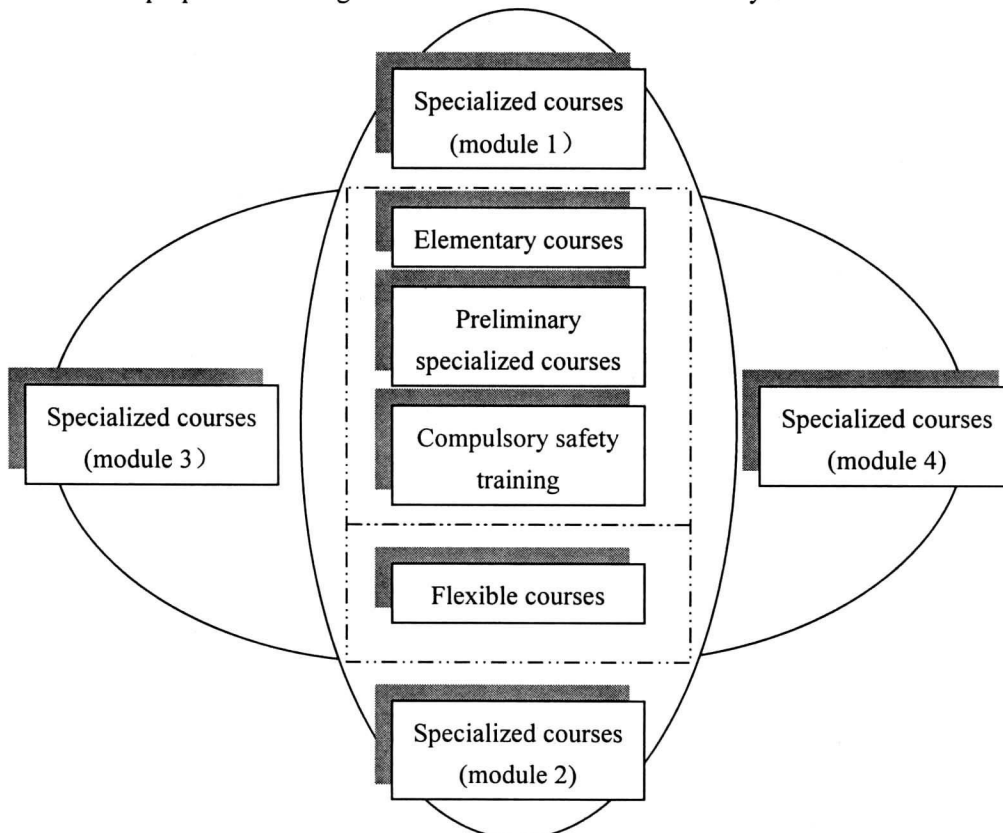 Specialized courses
(module 1）
Elementary courses
Preliminary
specialized courses
Specialized courses
(module 3）
Compulsory safety
training
Specialized courses
(module 4)
Flexible courses
Specialized courses
(module 2)